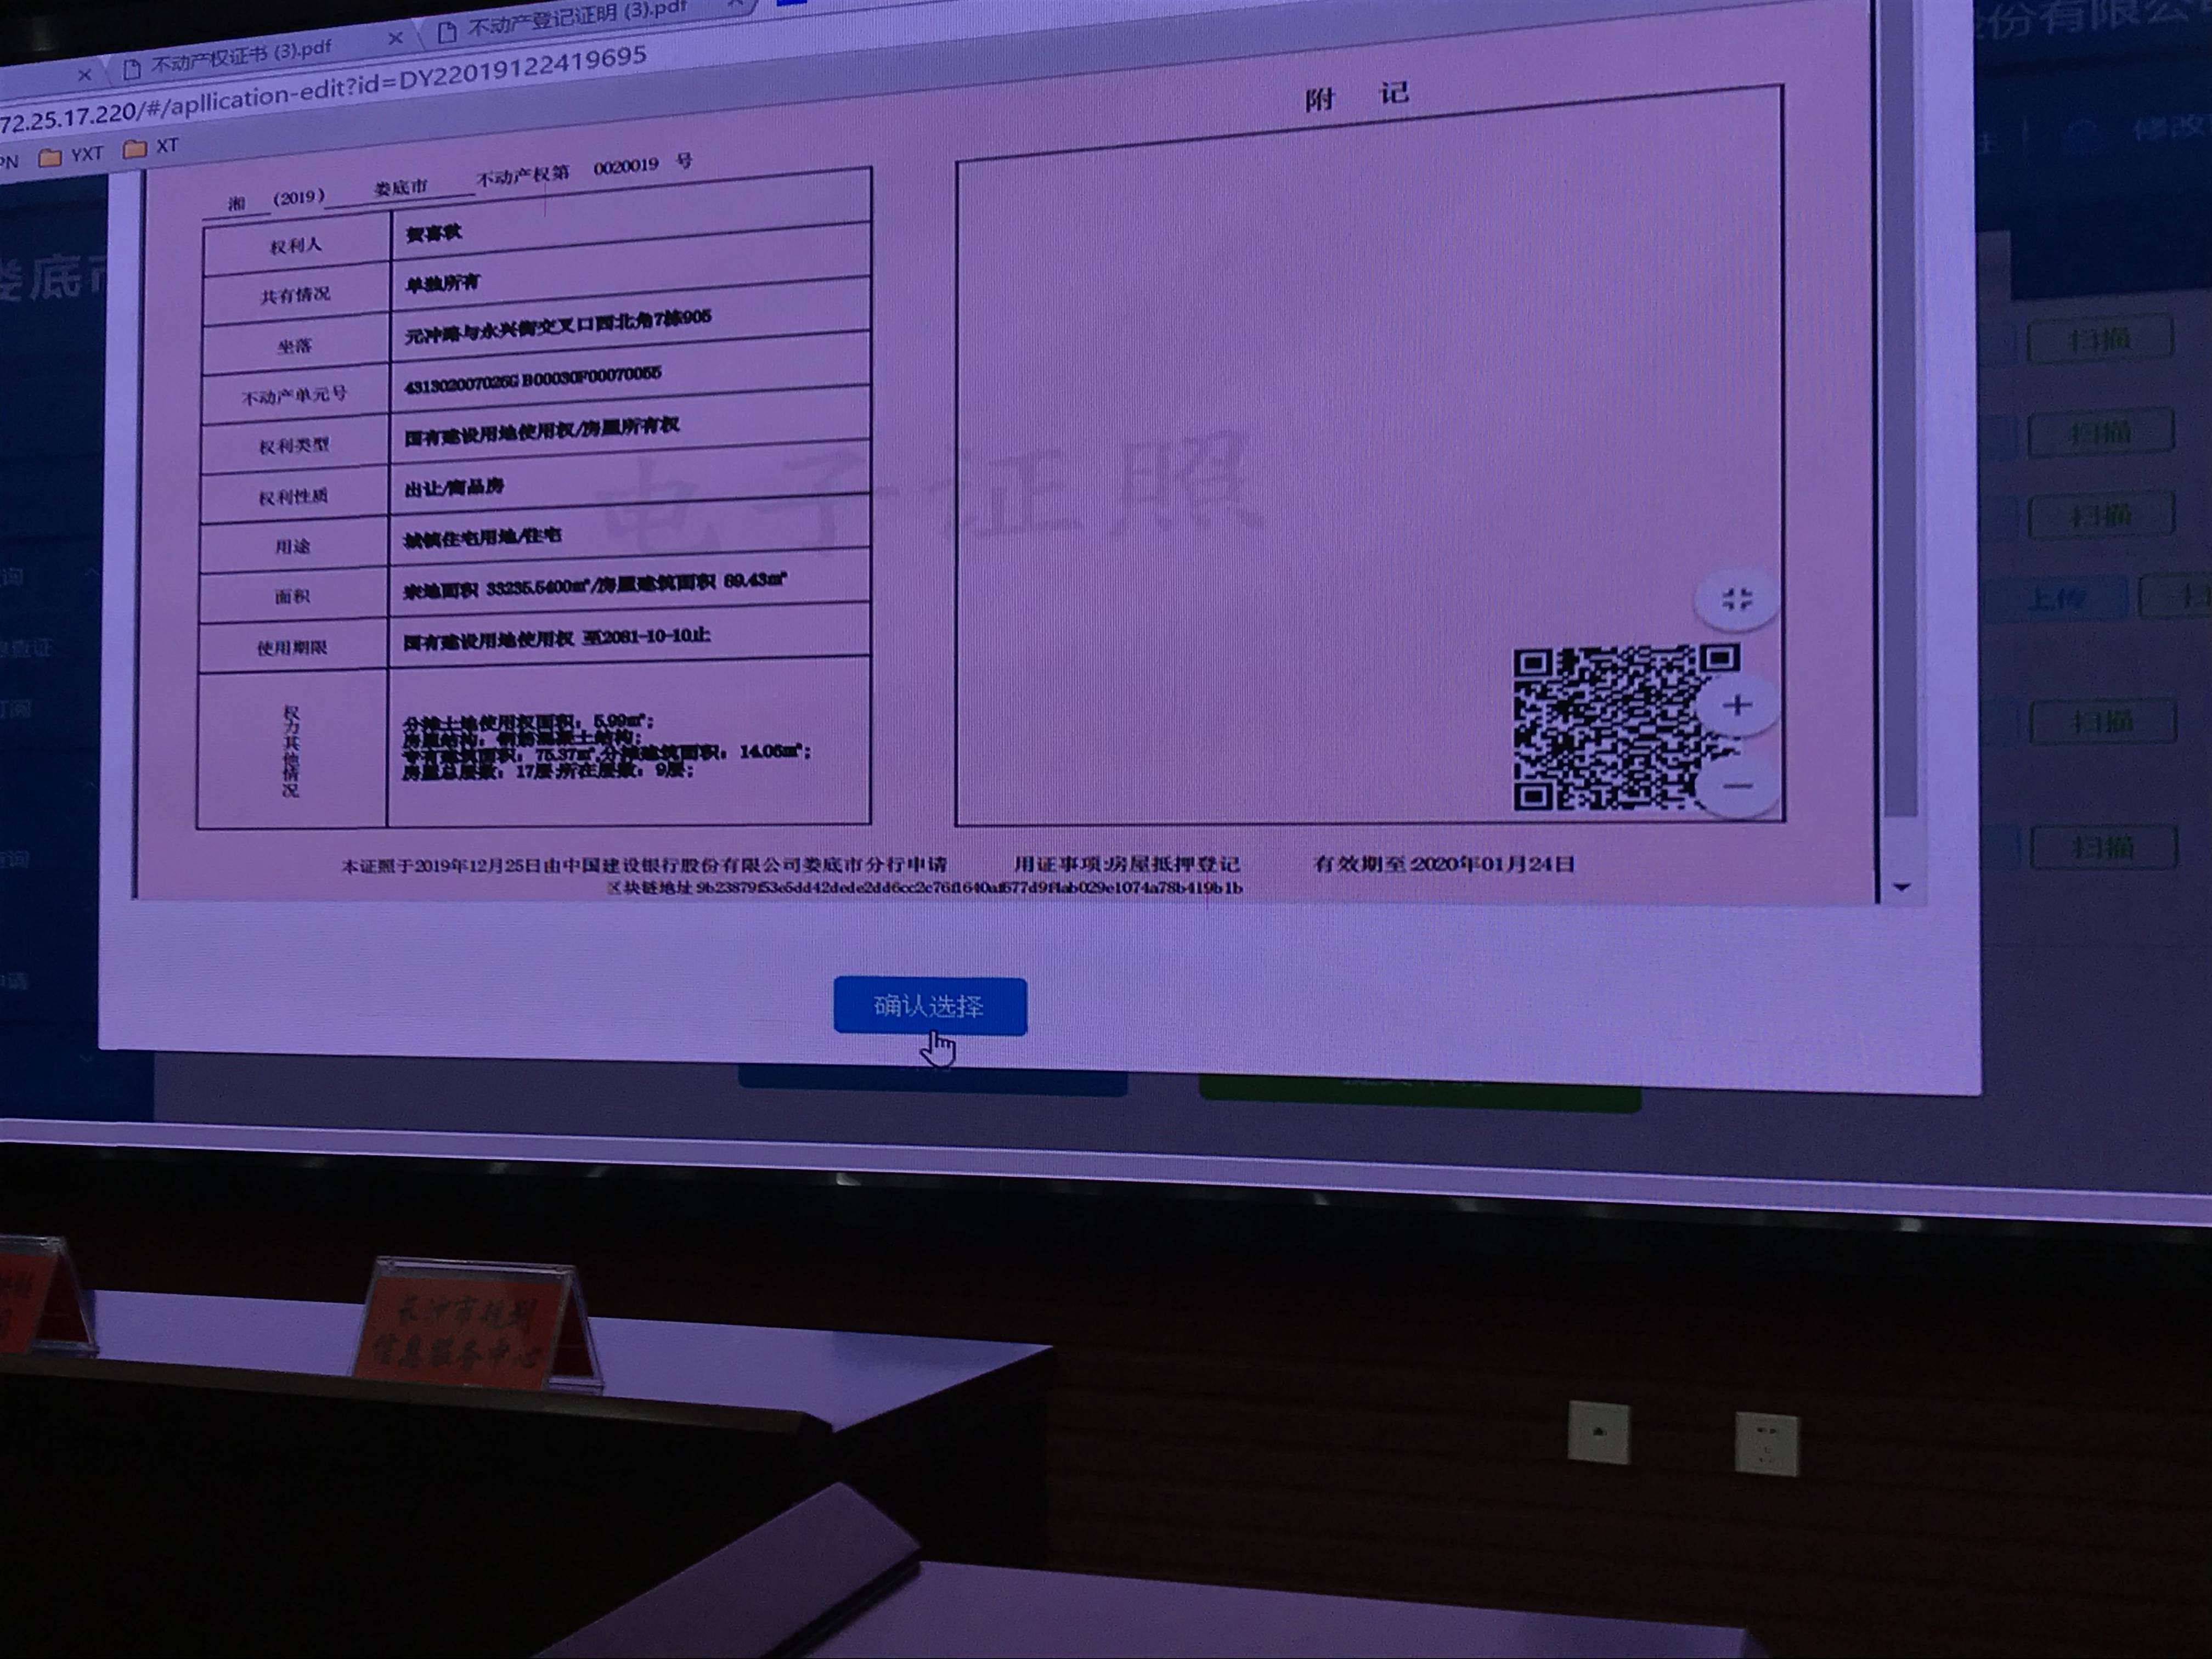 不动产权证书 (3).pdf
不动产登记证明 (3).pdf
72.25.17.220/#/apllication-edit?id=DY22019122419695
PN YXT XT
份有限公
修改
娄底市
附 记
湘 (2019) 娄底市 不动产权第 0020019 号
权利人 贺喜秋
共有情况 单独所有
坐落 元冲路与永兴街交叉口西北角7栋905
不动产单元号 431302007026GB00030F00070055
权利类型 国有建设用地使用权/房屋所有权
权利性质 出让/商品房
用途 城镇住宅用地/住宅
面积 宗地面积 33235.5400㎡/房屋建筑面积 89.43㎡
使用期限 国有建设用地使用权 至2081-10-10止
权力其他情况
分摊土地使用权面积：5.99㎡;
房屋结构：钢筋混凝土结构;
专有建筑面积：75.37㎡,分摊建筑面积：14.06㎡;
房屋总层数：17层,所在层数：9层;
电子证照
本证照于2019年12月25日由中国建设银行股份有限公司娄底市分行申请 用证事项:房屋抵押登记 有效期至2020年01月24日
区块链地址
确认选择
扫描
扫描
扫描
上传 扫
扫描
扫描
长沙市规划
信息服务中心